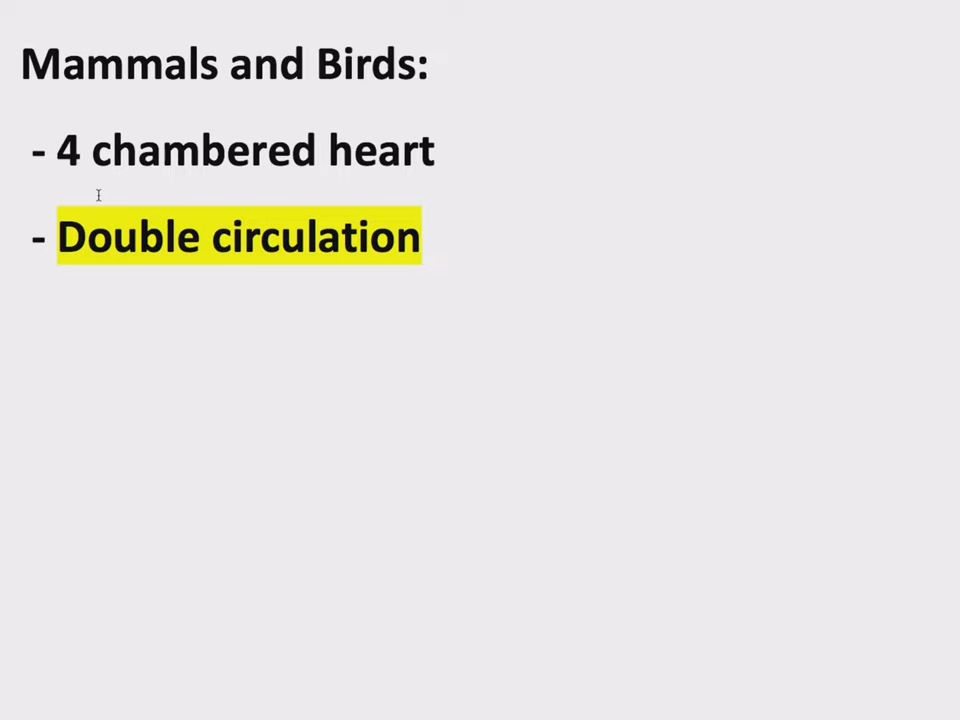 Mammals and Birds:
- 4 chambered heart
- Double circulation